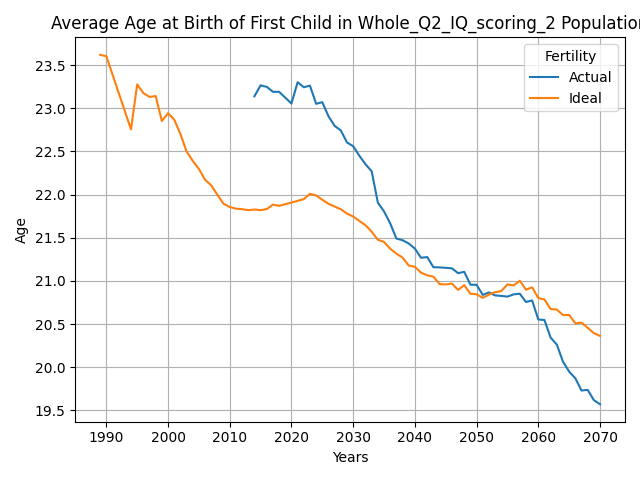 Average Age at Birth of First Child in Whole_Q2_IQ_scoring_2 Population
Fertility
Actual
Ideal
Age
23.5
23.0
22.5
22.0
21.5
21.0
20.5
20.0
19.5
1990 2000 2010 2020 2030 2040 2050 2060 2070
Years